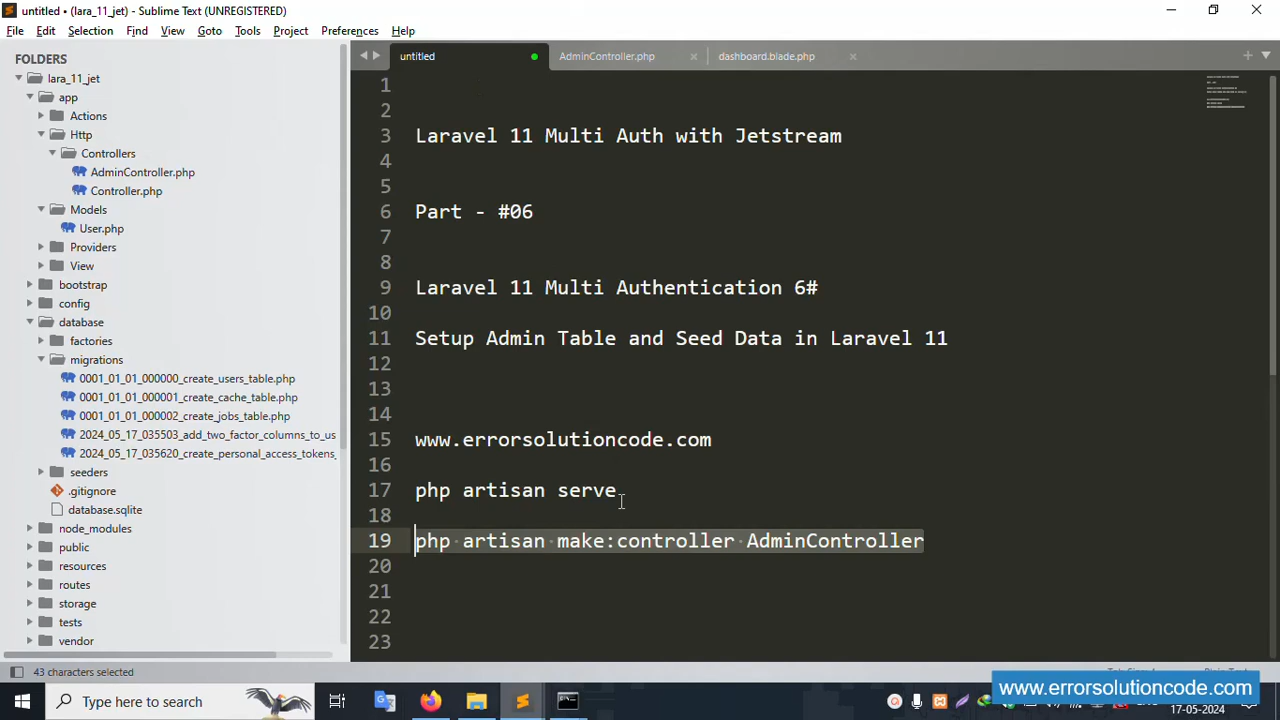 untitled • (lara_11_jet) - Sublime Text (UNREGISTERED)
File Edit Selection Find View Goto Tools Project Preferences Help
FOLDERS
lara_11_jet
app
Actions
Http
Controllers
AdminController.php
Controller.php
Models
User.php
Providers
View
bootstrap
config
database
factories
migrations
0001_01_01_000000_create_users_table.php
0001_01_01_000001_create_cache_table.php
0001_01_01_000002_create_jobs_table.php
2024_05_17_035503_add_two_factor_columns_to_us
2024_05_17_035620_create_personal_access_tokens_
seeders
.gitignore
database.sqlite
node_modules
public
resources
routes
storage
tests
vendor
untitled AdminController.php dashboard.blade.php
1
2
3 Laravel 11 Multi Auth with Jetstream
4
5
6 Part - #06
7
8
9 Laravel 11 Multi Authentication 6#
10
11 Setup Admin Table and Seed Data in Laravel 11
12
13
14
15 www.errorsolutioncode.com
16
17 php artisan serve
18
19 php artisan make:controller AdminController
20
21
22
23
43 characters selected
Type here to search
www.errorsolutioncode.com
17-05-2024